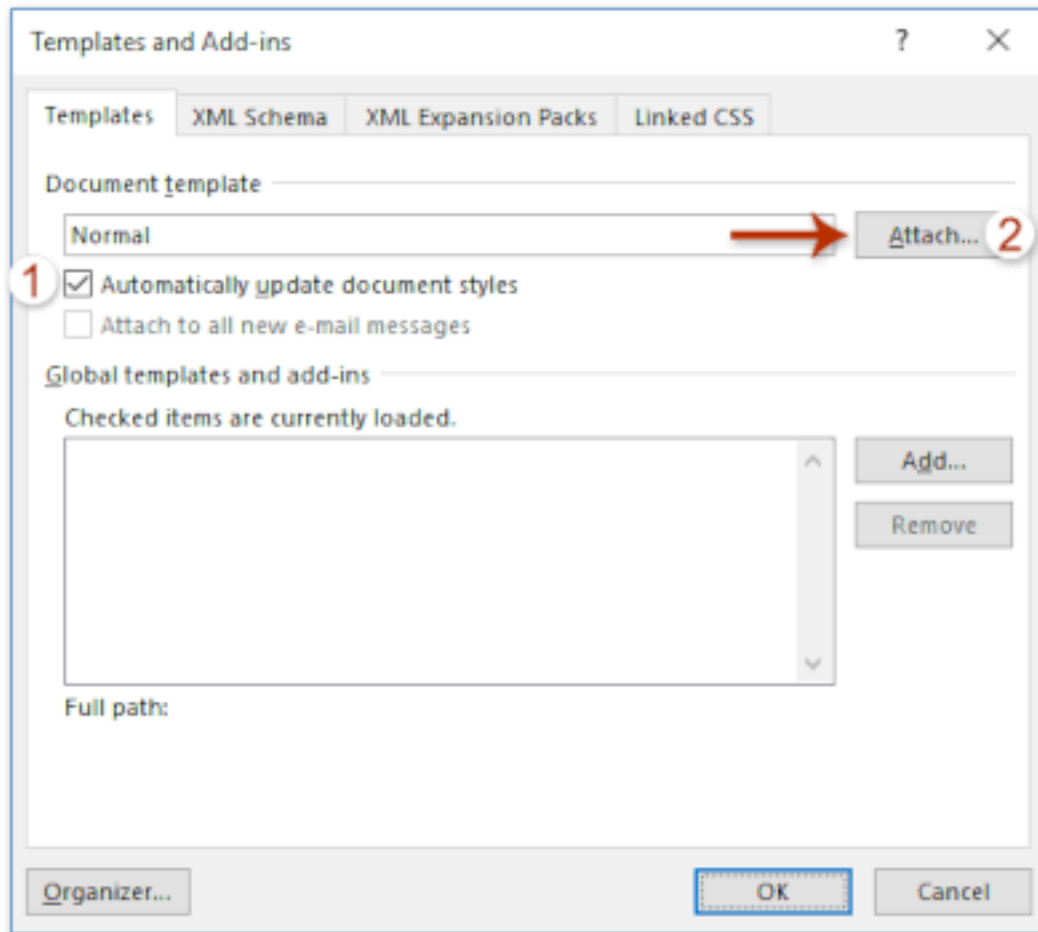 Templates and Add-ins ?
Templates XML Schema XML Expansion Packs Linked CSS
Document template
Normal Attach... 2
1 Automatically update document styles
Attach to all new e-mail messages
Global templates and add-ins
Checked items are currently loaded.
Add...
Remove
Full path:
Organizer... OK Cancel